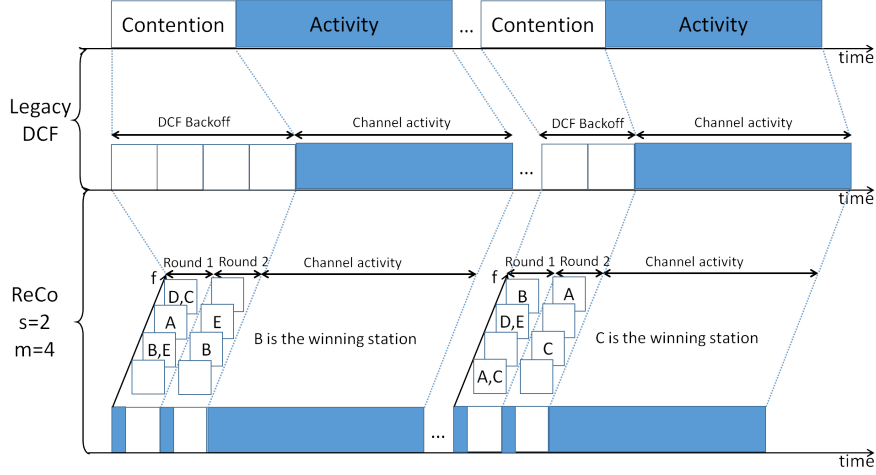 Contention
Activity
...
Contention
Activity
time
Legacy
DCF
DCF Backoff
Channel activity
DCF Backoff
Channel activity
...
time
ReCo
s=2
m=4
f
Round 1
Round 2
Channel activity
D,C
A
B,E
E
B
B is the winning station
f
Round 1
Round 2
Channel activity
B
D,E
A,C
A
C
C is the winning station
...
time